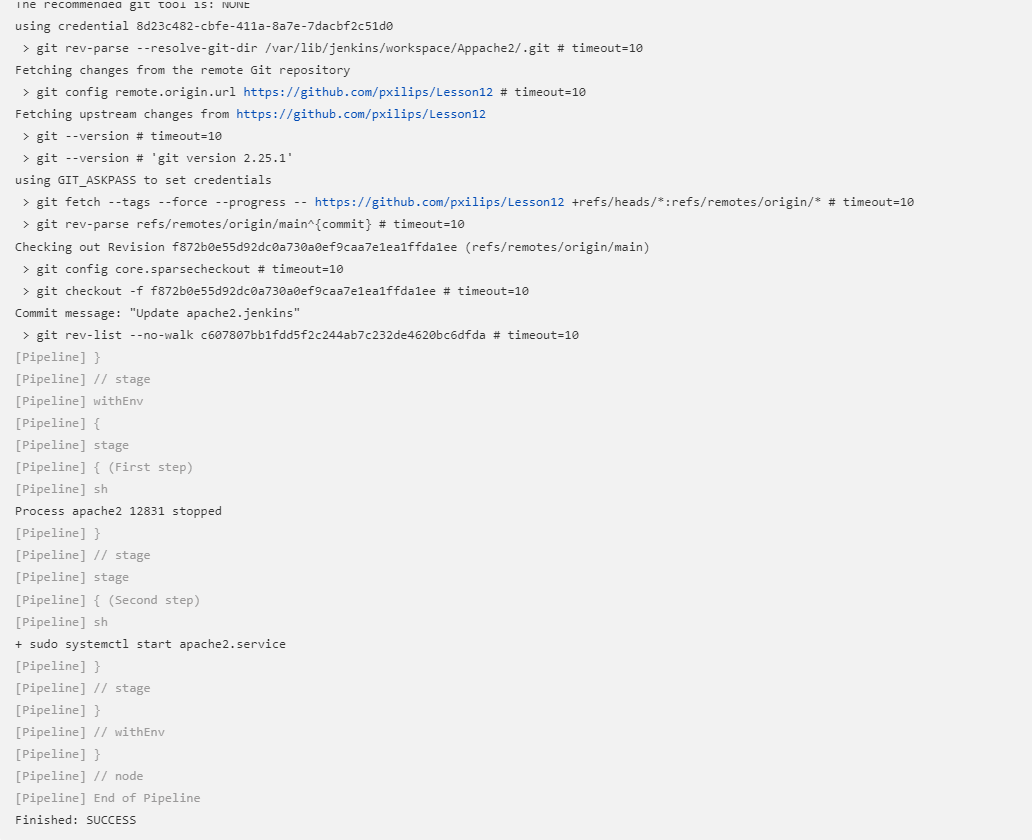 The recommended git tool is: NONE
using credential 8d23c482-cbfe-411a-8a7e-7dacbf2c51d0
 > git rev-parse --resolve-git-dir /var/lib/jenkins/workspace/Appache2/.git # timeout=10
Fetching changes from the remote Git repository
 > git config remote.origin.url https://github.com/pxilips/Lesson12 # timeout=10
Fetching upstream changes from https://github.com/pxilips/Lesson12
 > git --version # timeout=10
 > git --version # 'git version 2.25.1'
using GIT_ASKPASS to set credentials
 > git fetch --tags --force --progress -- https://github.com/pxilips/Lesson12 +refs/heads/*:refs/remotes/origin/* # timeout=10
 > git rev-parse refs/remotes/origin/main^{commit} # timeout=10
Checking out Revision f872b0e55d92dc0a730a0ef9caa7e1ea1ffda1ee (refs/remotes/origin/main)
 > git config core.sparsecheckout # timeout=10
 > git checkout -f f872b0e55d92dc0a730a0ef9caa7e1ea1ffda1ee # timeout=10
Commit message: "Update apache2.jenkins"
 > git rev-list --no-walk c607807bb1fdd5f2c244ab7c232de4620bc6dfda # timeout=10
[Pipeline] }
[Pipeline] // stage
[Pipeline] withEnv
[Pipeline] {
[Pipeline] stage
[Pipeline] { (First step)
[Pipeline] sh
Process apache2 12831 stopped
[Pipeline] }
[Pipeline] // stage
[Pipeline] stage
[Pipeline] { (Second step)
[Pipeline] sh
+ sudo systemctl start apache2.service
[Pipeline] }
[Pipeline] // stage
[Pipeline] }
[Pipeline] // withEnv
[Pipeline] }
[Pipeline] // node
[Pipeline] End of Pipeline
Finished: SUCCESS